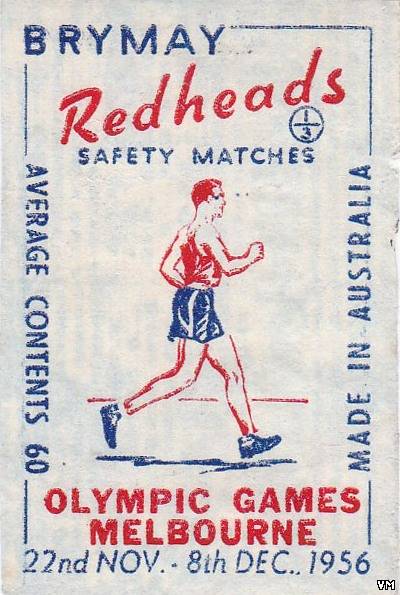 BRYMAY
Redheads
1/3
SAFETY MATCHES
AVERAGE CONTENTS 60
MADE IN AUSTRALIA
OLYMPIC GAMES
MELBOURNE
22nd NOV. - 8th DEC., 1956
VM